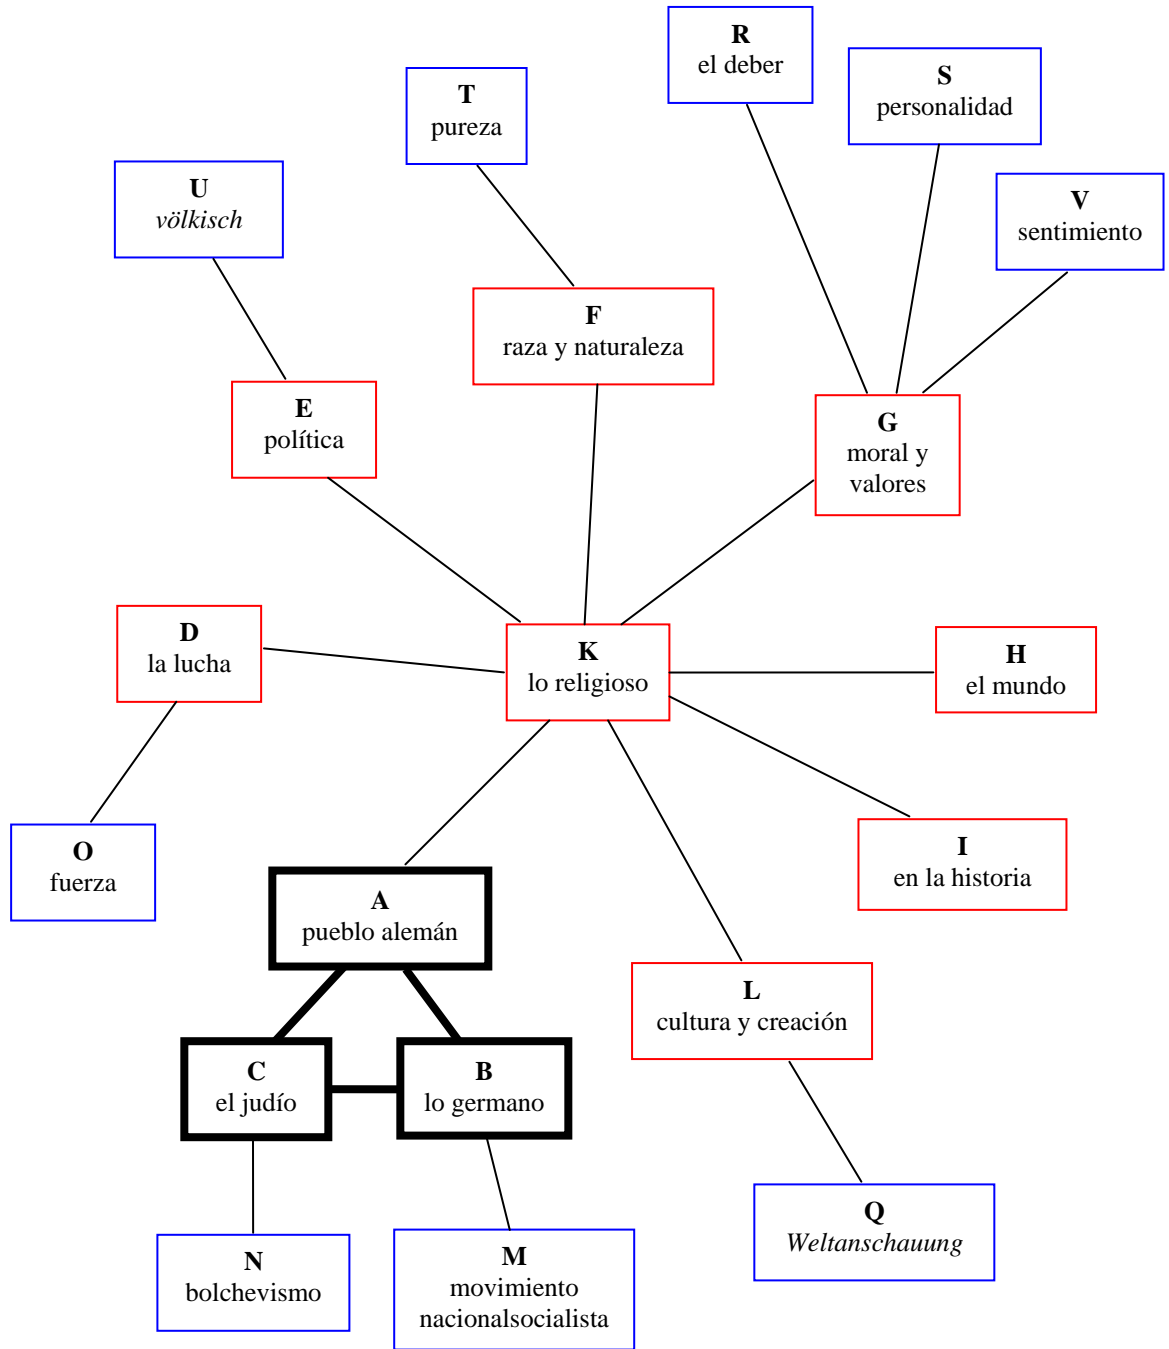 R
el deber
S
personalidad
T
pureza
V
sentimiento
U
völkisch
F
raza y naturaleza
E
política
G
moral y
valores
D
la lucha
K
lo religioso
H
el mundo
O
fuerza
I
en la historia
A
pueblo alemán
L
cultura y creación
C
el judío
B
lo germano
Q
Weltanschauung
N
bolchevismo
M
movimiento
nacionalsocialista